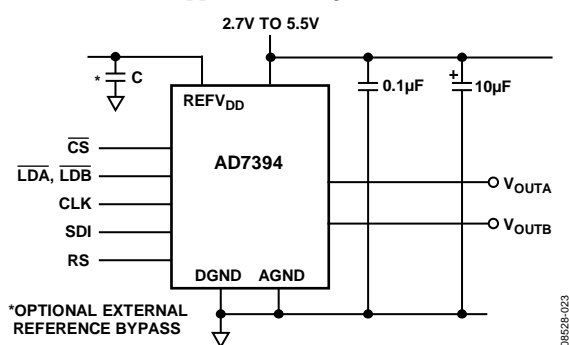 2.7V TO 5.5V
* C
0.1µF
+
10µF
REFVDD
AD7394
CS
LDA, LDB
CLK
SDI
RS
VOUTA
VOUTB
DGND AGND
*OPTIONAL EXTERNAL
REFERENCE BYPASS
08528-023